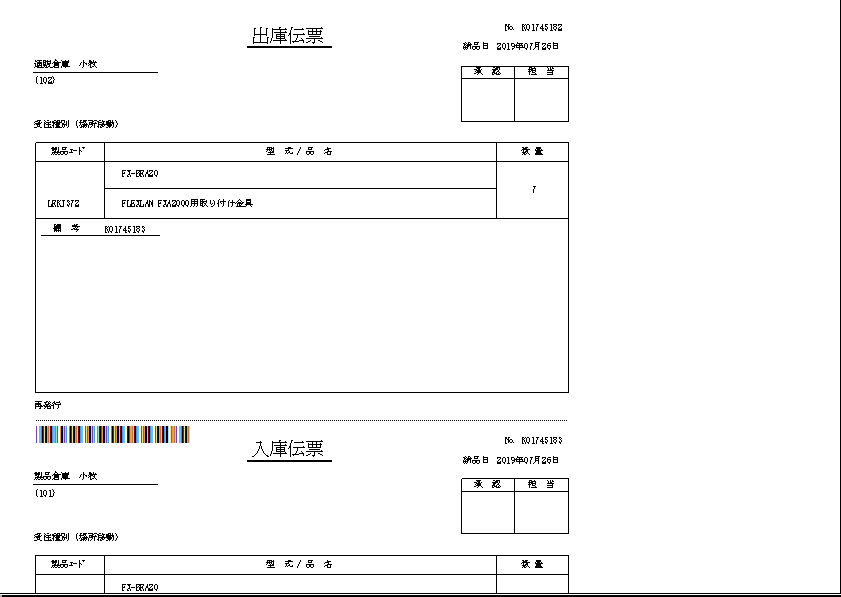 出庫伝票
No. K01745182
納品日 2019年07月26日
通販倉庫 小牧
(102)
承 認 担 当
受注種別 (場所移動)
製品ｺｰﾄﾞ 型 式 / 品 名 数 量
FX-BRA20
7
FLEXLAN FXA2000用取り付け金具
備 考 K01745183
再発行
入庫伝票
No. K01745183
納品日 2019年07月26日
製品倉庫 小牧
(101)
承 認 担 当
受注種別 (場所移動)
製品ｺｰﾄﾞ 型 式 / 品 名 数 量
FX-BRA20